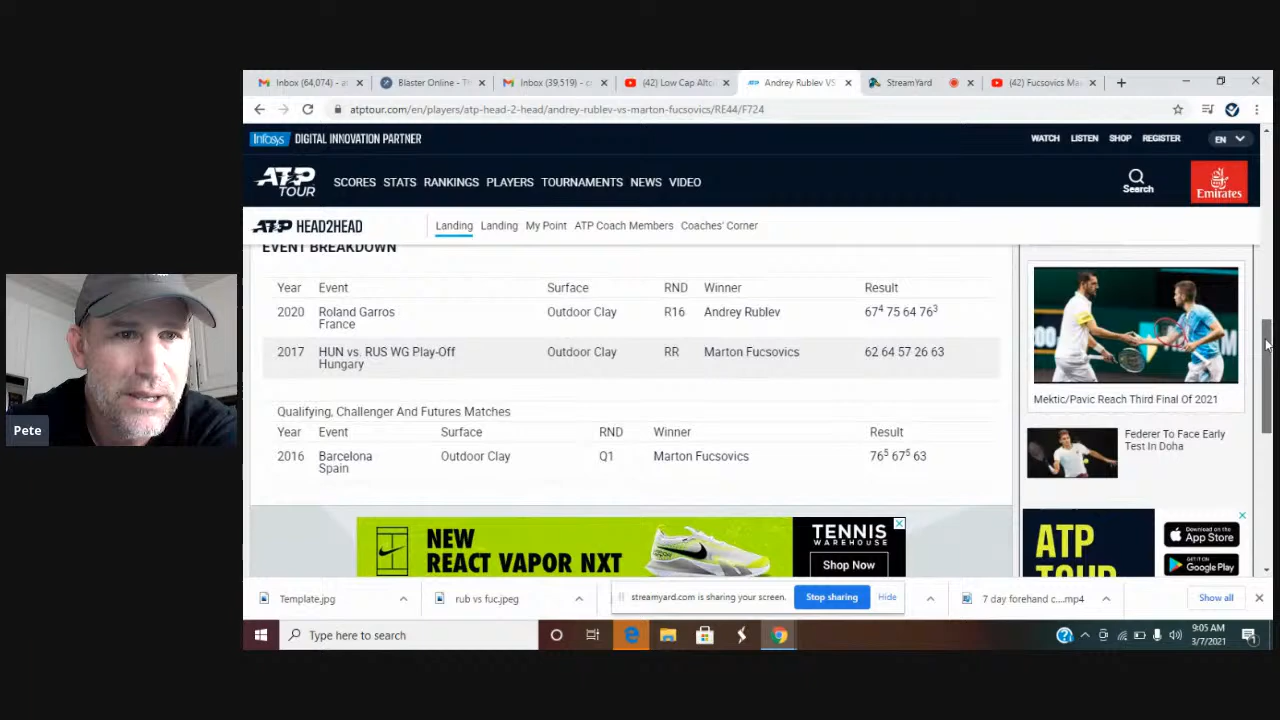 Inbox (64,074) - a
Blaster Online - T
Inbox (39,519) - c
(42) Low Cap Altc
Andrey Rublev VS
StreamYard
(42) Fucsovics Ma
atptour.com/en/players/atp-head-2-head/andrey-rublev-vs-marton-fucsovics/RE44/F724
Infosys DIGITAL INNOVATION PARTNER
WATCH LISTEN SHOP REGISTER EN
ATP TOUR
SCORES STATS RANKINGS PLAYERS TOURNAMENTS NEWS VIDEO
Search
Emirates
ATP HEAD2HEAD
Landing Landing My Point ATP Coach Members Coaches' Corner
EVENT BREAKDOWN
Year Event Surface RND Winner Result
2020 Roland Garros Outdoor Clay R16 Andrey Rublev 67⁴ 75 64 76³
France
2017 HUN vs. RUS WG Play-Off Outdoor Clay RR Marton Fucsovics 62 64 57 26 63
Hungary
Qualifying, Challenger And Futures Matches
Year Event Surface RND Winner Result
2016 Barcelona Outdoor Clay Q1 Marton Fucsovics 76⁵ 67⁵ 63
Spain
Mektic/Pavic Reach Third Final Of 2021
Federer To Face Early
Test In Doha
NEW
REACT VAPOR NXT
TENNIS
WAREHOUSE
Shop Now
ATP
TOUR
Download on the
App Store
GET IT ON
Google Play
Pete
Template.jpg
rub vs fuc.jpeg
streamyard.com is sharing your screen.
Stop sharing
Hide
7 day forehand c....mp4
Show all
Type here to search
9:05 AM
3/7/2021